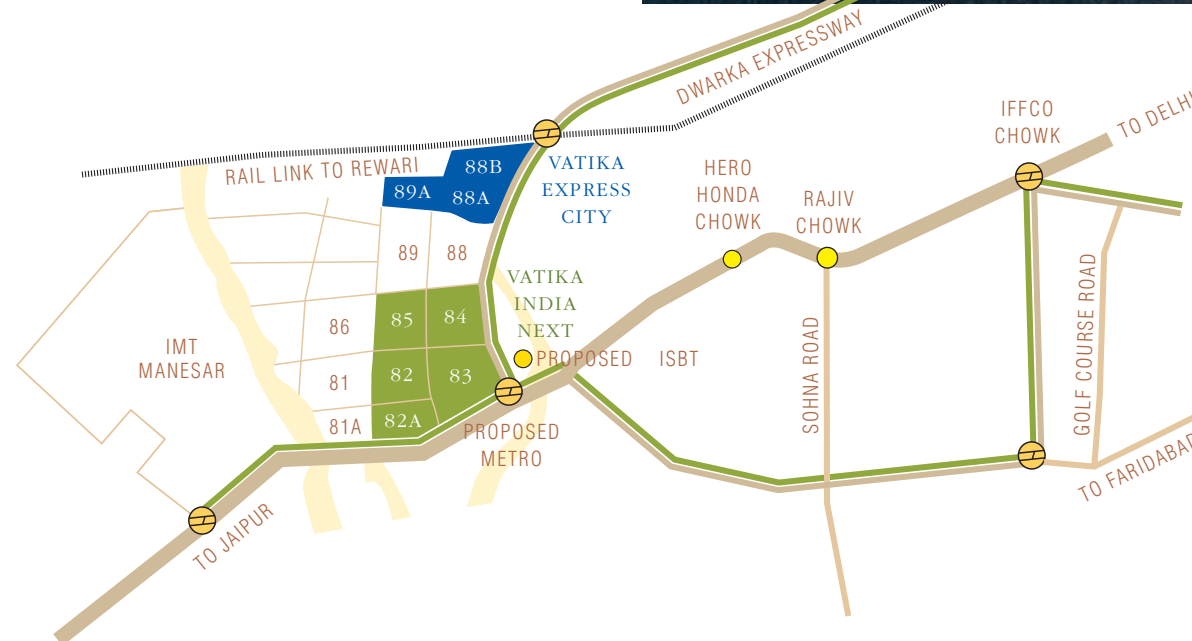 DWARKA EXPRESSWAY
IFFCO
CHOWK
TO DELHI
RAIL LINK TO REWARI
88B
89A
88A
VATIKA
EXPRESS
CITY
HERO
HONDA
CHOWK
RAJIV
CHOWK
89
88
VATIKA
INDIA
NEXT
85
84
86
IMT
MANESAR
PROPOSED ISBT
81
82
83
81A
82A
PROPOSED
METRO
SOHNA ROAD
GOLF COURSE ROAD
TO FARIDABAD
TO JAIPUR